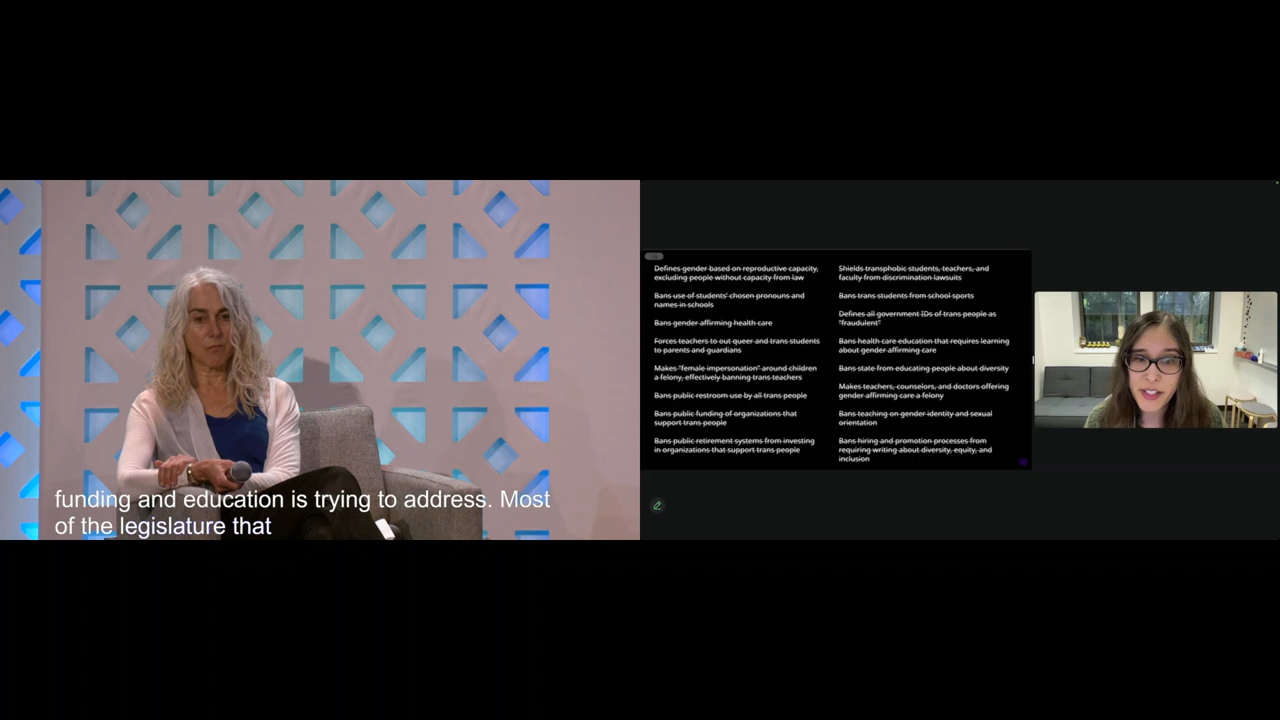 funding and education is trying to address. Most
of the legislature that
Defines gender based on reproductive capacity,
excluding people without capacity from law
Bans use of students' chosen pronouns and
names in schools
Bans gender affirming health care
Forces teachers to out queer and trans students
to parents and guardians
Makes "female impersonation" around children
a felony, effectively banning trans teachers
Bans public restroom use by all trans people
Bans public funding of organizations that
support trans people
Bans public retirement systems from investing
in organizations that support trans people
Shields transphobic students, teachers, and
faculty from discrimination lawsuits
Bans trans students from school sports
Defines all government IDs of trans people as
"fraudulent"
Bans health care education that requires learning
about gender affirming care
Bans state from educating people about diversity
Makes teachers, counselors, and doctors offering
gender affirming care a felony
Bans teaching on gender identity and sexual
orientation
Bans hiring and promotion processes from
requiring writing about diversity, equity, and
inclusion